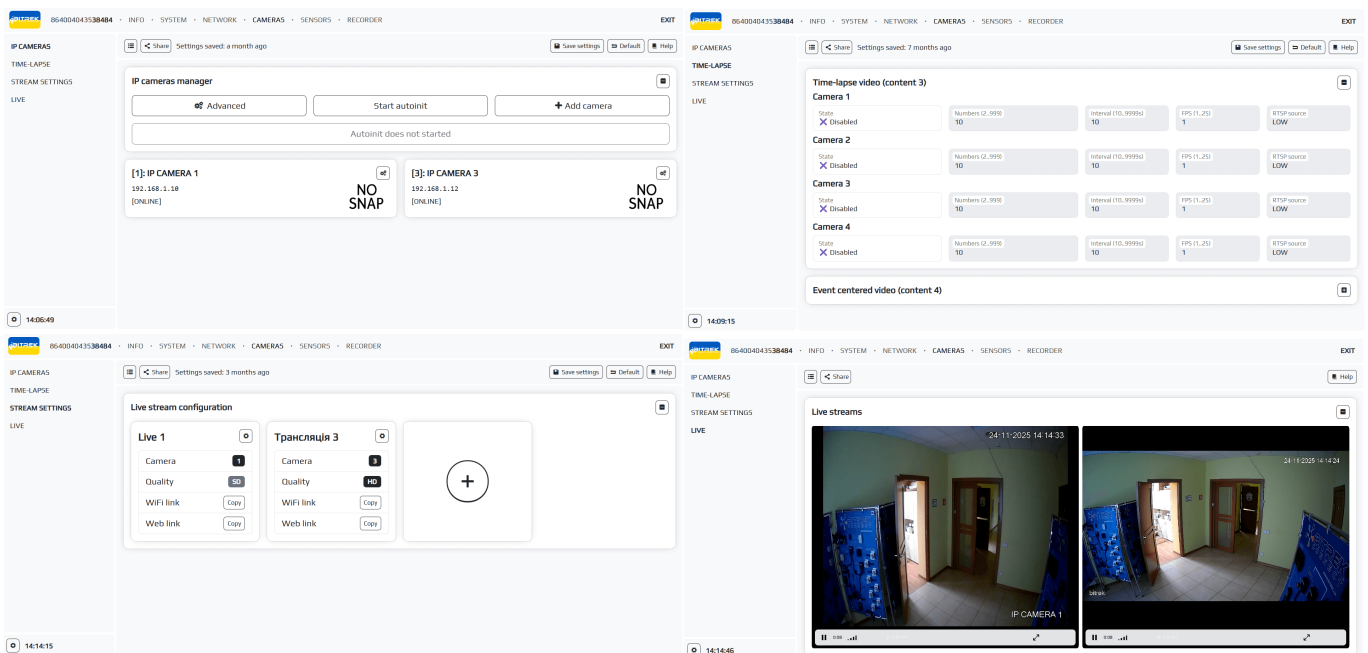 BITREK
864004043538484 · INFO · SYSTEM · NETWORK · CAMERAS · SENSORS · RECORDER
EXIT
IP CAMERAS
TIME-LAPSE
STREAM SETTINGS
LIVE
Share
Settings saved: a month ago
Save settings
Default
Help
IP cameras manager
Advanced
Start autoinit
Add camera
Autoinit does not started
[1]: IP CAMERA 1
192.168.1.10
[ONLINE]
NO
SNAP
[3]: IP CAMERA 3
192.168.1.12
[ONLINE]
NO
SNAP
14:06:49
BITREK
864004043538484 · INFO · SYSTEM · NETWORK · CAMERAS · SENSORS · RECORDER
EXIT
IP CAMERAS
TIME-LAPSE
STREAM SETTINGS
LIVE
Share
Settings saved: 7 months ago
Save settings
Default
Help
Time-lapse video (content 3)
Camera 1
State Numbers (2..999) Interval (10..9999s) FPS (1..25) RTSP source
Disabled 10 10 1 LOW
Camera 2
State Numbers (2..999) Interval (10..9999s) FPS (1..25) RTSP source
Disabled 10 10 1 LOW
Camera 3
State Numbers (2..999) Interval (10..9999s) FPS (1..25) RTSP source
Disabled 10 10 1 LOW
Camera 4
State Numbers (2..999) Interval (10..9999s) FPS (1..25) RTSP source
Disabled 10 10 1 LOW
Event centered video (content 4)
14:09:15
BITREK
864004043538484 · INFO · SYSTEM · NETWORK · CAMERAS · SENSORS · RECORDER
EXIT
IP CAMERAS
TIME-LAPSE
STREAM SETTINGS
LIVE
Share
Settings saved: 3 months ago
Save settings
Default
Help
Live stream configuration
Live 1
Camera 1
Quality SD
WiFi link Copy
Web link Copy
Трансляція 3
Camera 3
Quality HD
WiFi link Copy
Web link Copy
14:14:15
BITREK
864004043538484 · INFO · SYSTEM · NETWORK · CAMERAS · SENSORS · RECORDER
EXIT
IP CAMERAS
TIME-LAPSE
STREAM SETTINGS
LIVE
Share
Help
Live streams
24-11-2025 14:14:33
IP CAMERA 1
0:08
24-11-2025 14:14:24
bitrek
0:08
14:14:46